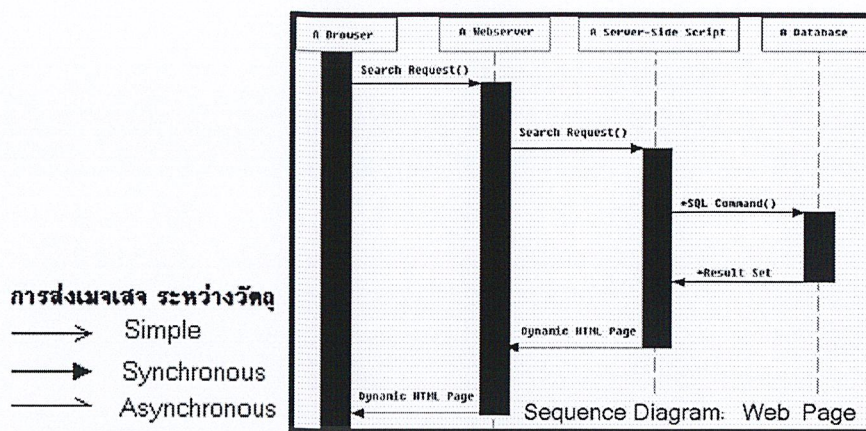 A Browser
A Webserver
A Server-Side Script
A Database
Search Request()
Search Request()
*SQL Command()
*Result Set
Dynamic HTML Page
Dynamic HTML Page
Sequence Diagram: Web Page
การส่งเมจเสจ ระหว่างวัตถุ
Simple
Synchronous
Asynchronous